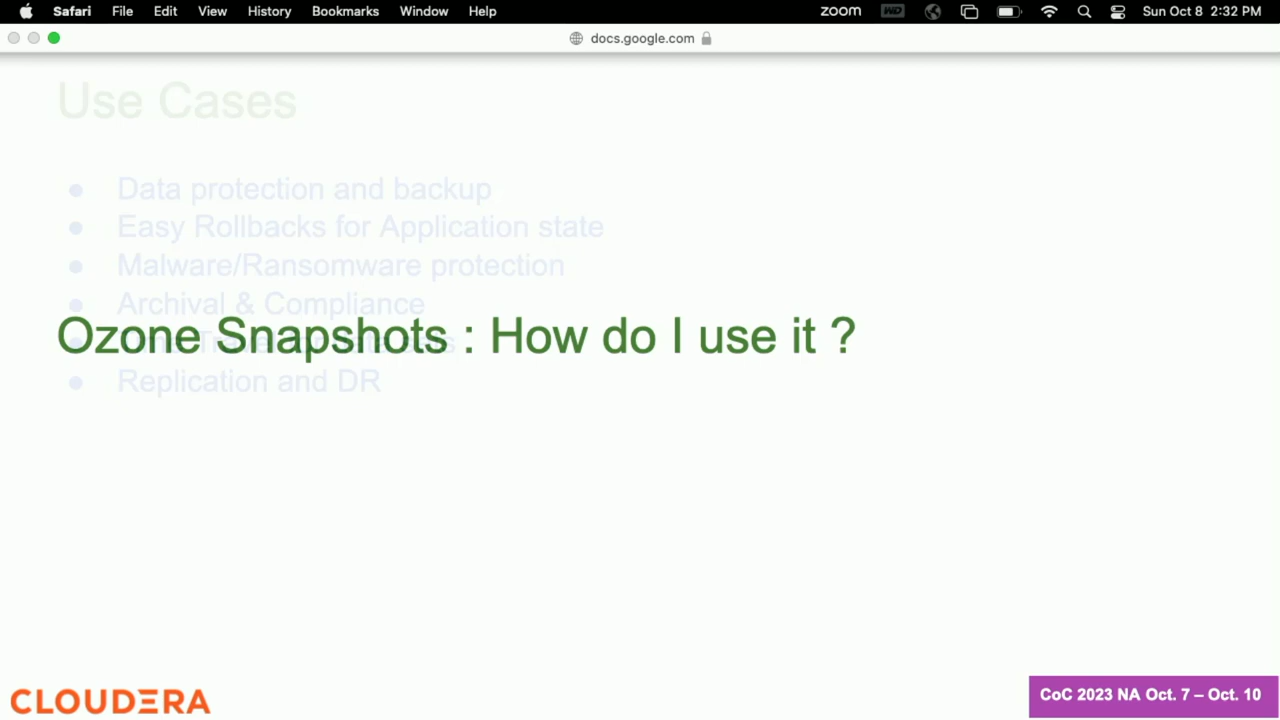 Safari File Edit View History Bookmarks Window Help zoom WD Sun Oct 8 2:32 PM
docs.google.com
Use Cases
● Data protection and backup
● Easy Rollbacks for Application state
● Malware/Ransomware protection
● Archival & Compliance
Ozone Snapshots : How do I use it ?
● Replication and DR
CLOUDERA
CoC 2023 NA Oct. 7 – Oct. 10